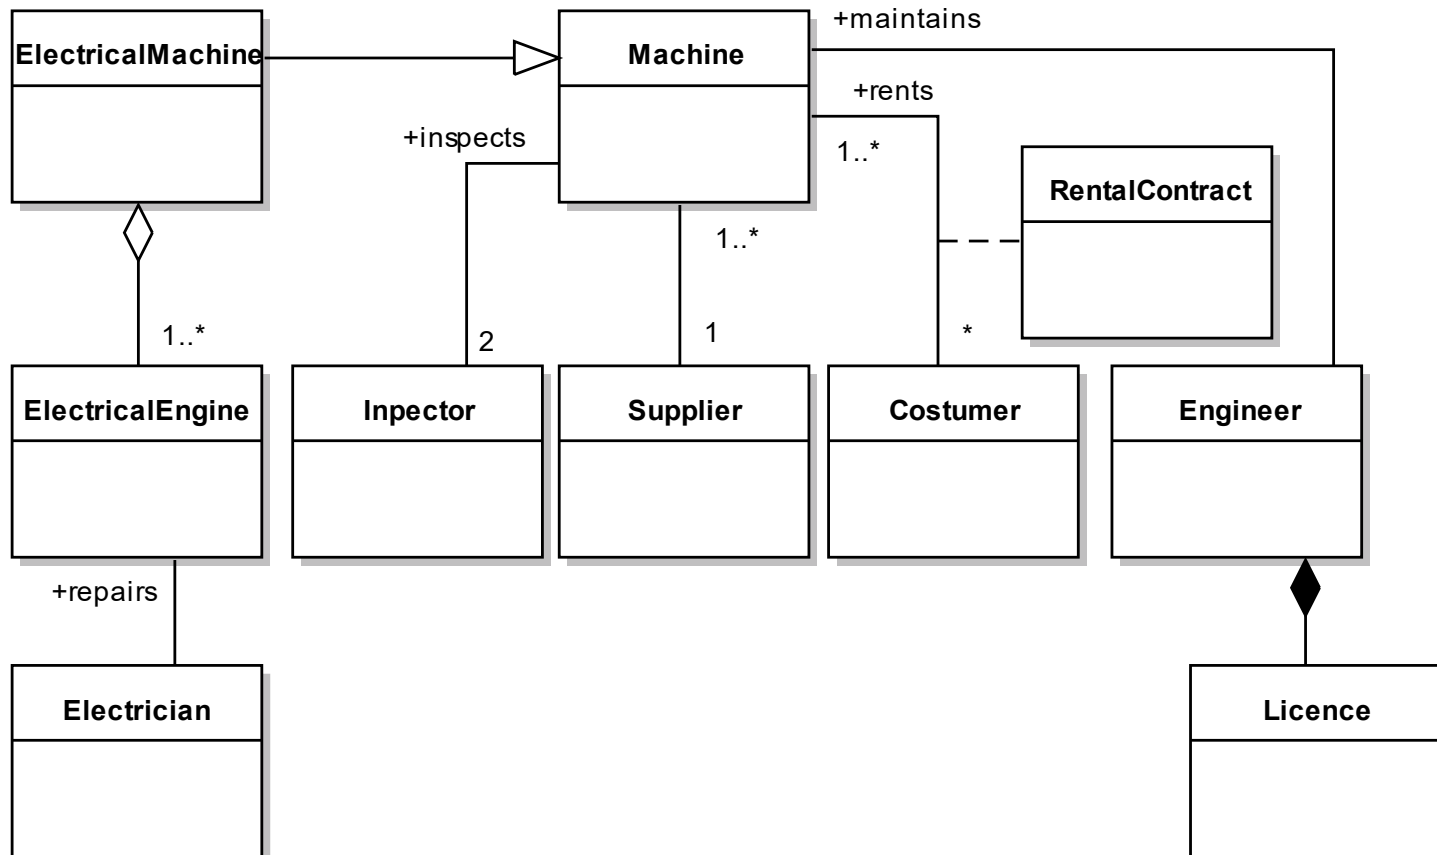 +maintains
ElectricalMachine
Machine
+rents
+inspects
1..*
RentalContract
1..*
1..*
2
1
*
ElectricalEngine
Inpector
Supplier
Costumer
Engineer
+repairs
Electrician
Licence